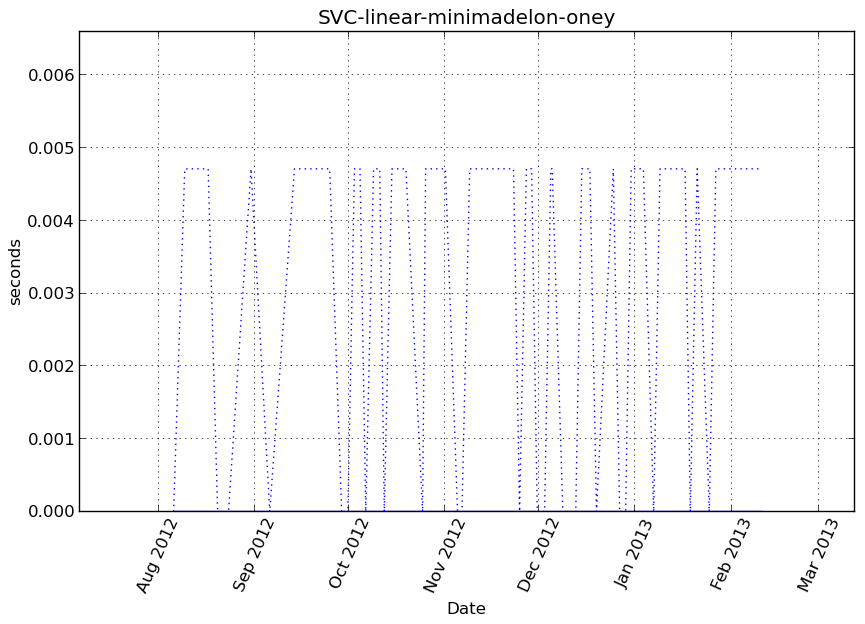 SVC-linear-minimadelon-oney
0.006
0.005
0.004
0.003
0.002
0.001
0.000
seconds
Aug 2012
Sep 2012
Oct 2012
Nov 2012
Dec 2012
Jan 2013
Feb 2013
Mar 2013
Date